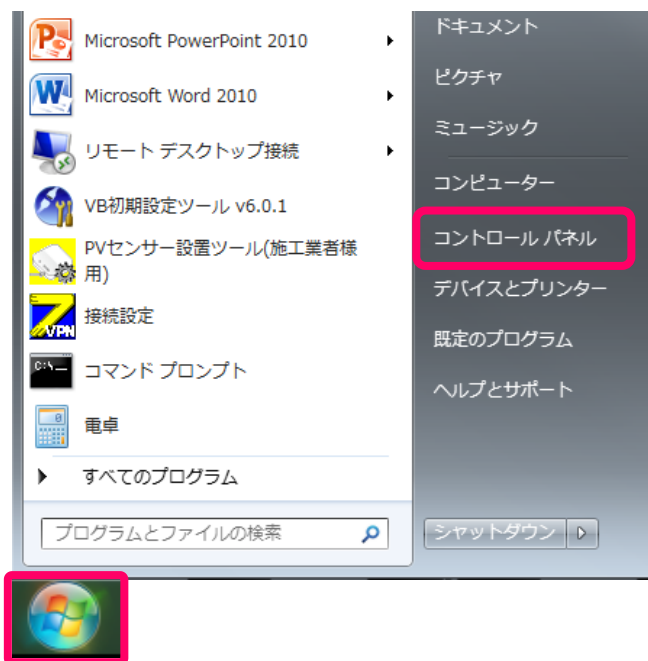 Microsoft PowerPoint 2010
Microsoft Word 2010
リモート デスクトップ接続
VB初期設定ツール v6.0.1
PVセンサー設置ツール(施工業者様
用)
接続設定
コマンド プロンプト
電卓
すべてのプログラム
プログラムとファイルの検索
ドキュメント
ピクチャ
ミュージック
コンピューター
コントロール パネル
デバイスとプリンター
既定のプログラム
ヘルプとサポート
シャットダウン